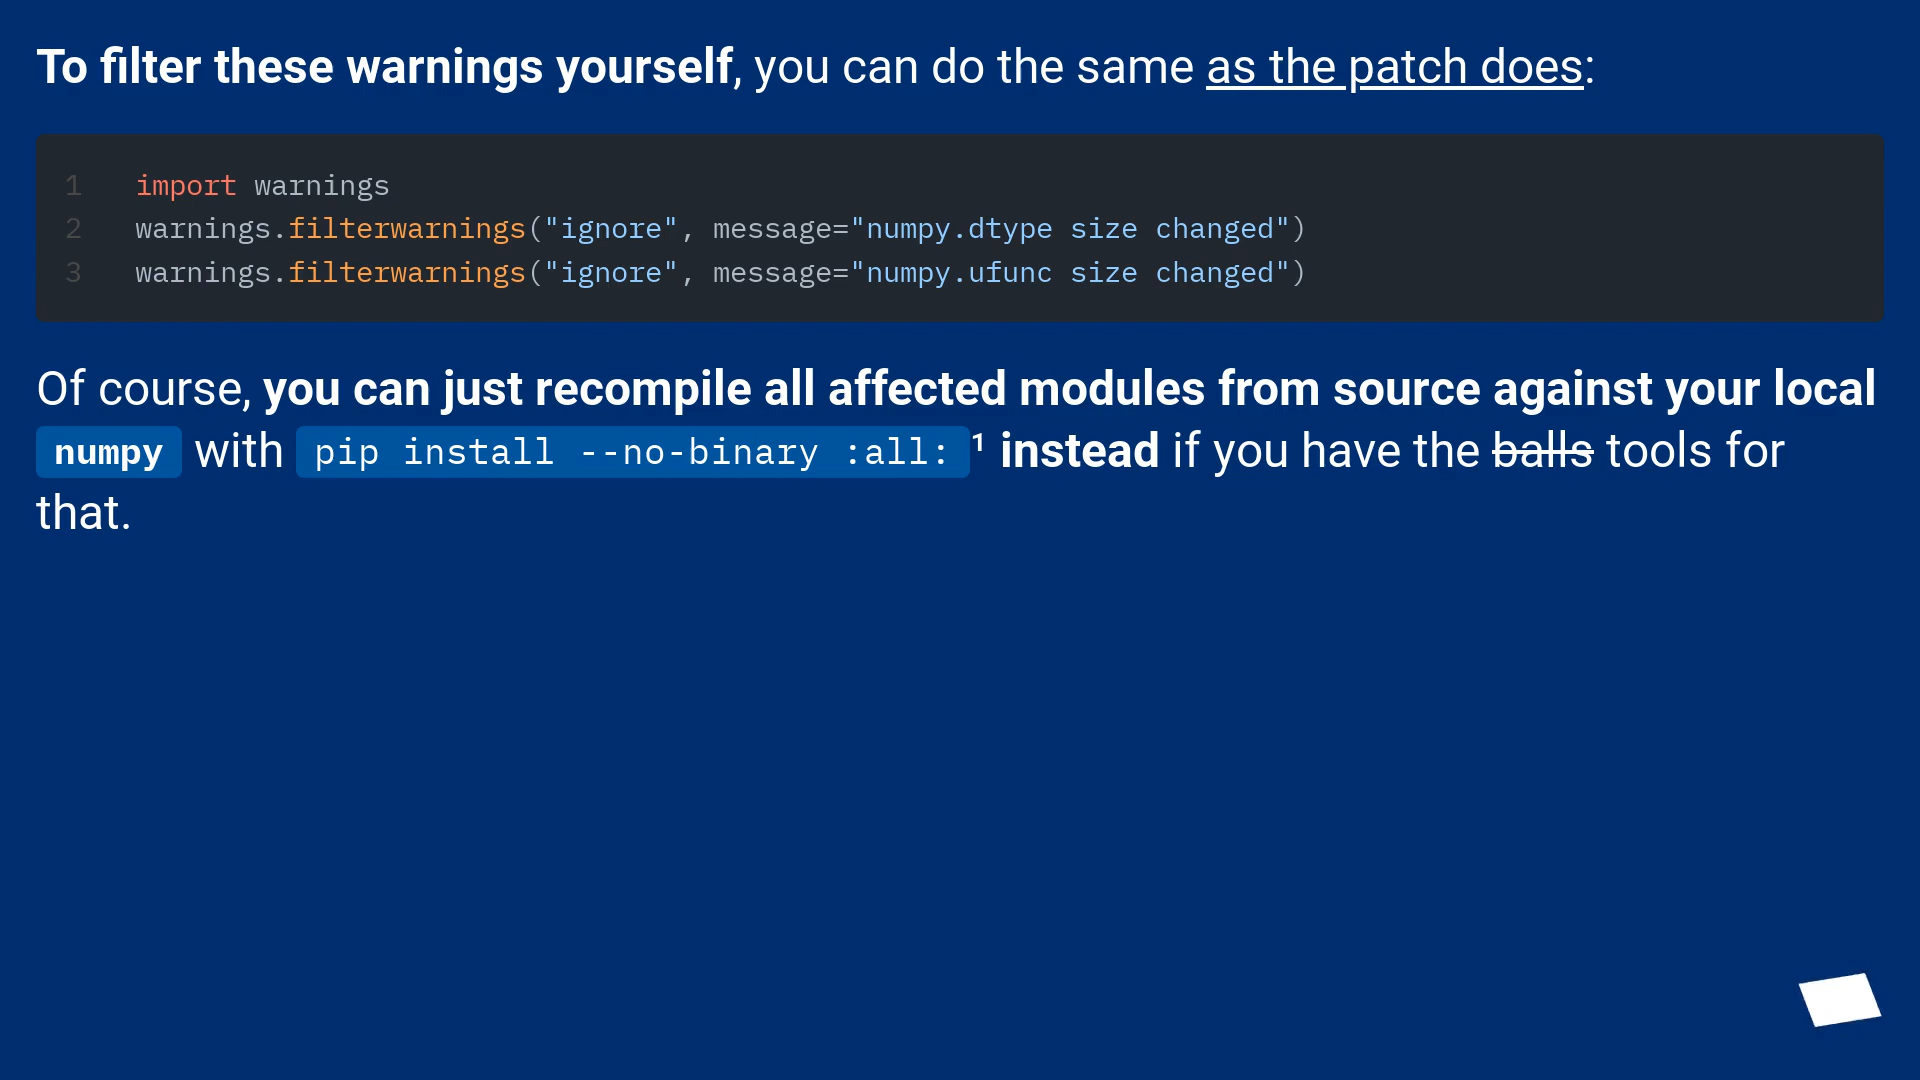 To filter these warnings yourself, you can do the same as the patch does:
1 import warnings
2 warnings.filterwarnings("ignore", message="numpy.dtype size changed")
3 warnings.filterwarnings("ignore", message="numpy.ufunc size changed")
Of course, you can just recompile all affected modules from source against your local
numpy with pip install --no-binary :all: ¹ instead if you have the balls tools for
that.